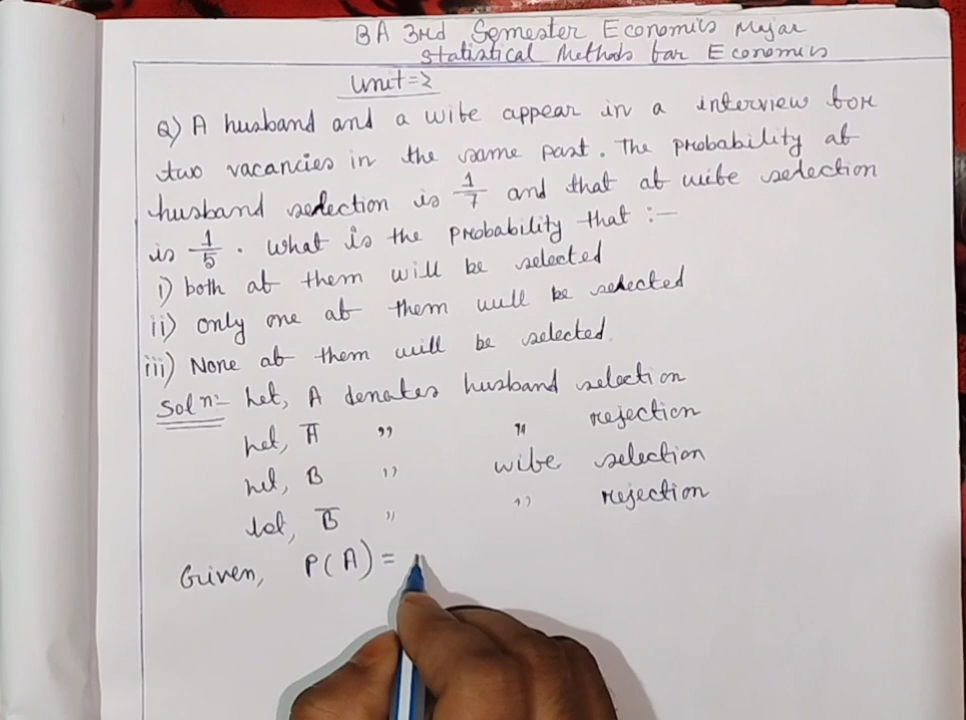 BA 3rd Semester Economics Major
Statistical Methods for Economics
Unit=2
Q) A husband and a wife appear in a interview for
two vacancies in the same post. The probability of
husband selection is 1/7 and that of wife selection
is 1/5. What is the probability that :-
i) both of them will be selected
ii) only one of them will be selected
iii) None of them will be selected.
Soln:- Let, A denotes husband selection
Let, A̅ " " rejection
Let, B " wife selection
Let, B̅ " " rejection
Given, P(A) =